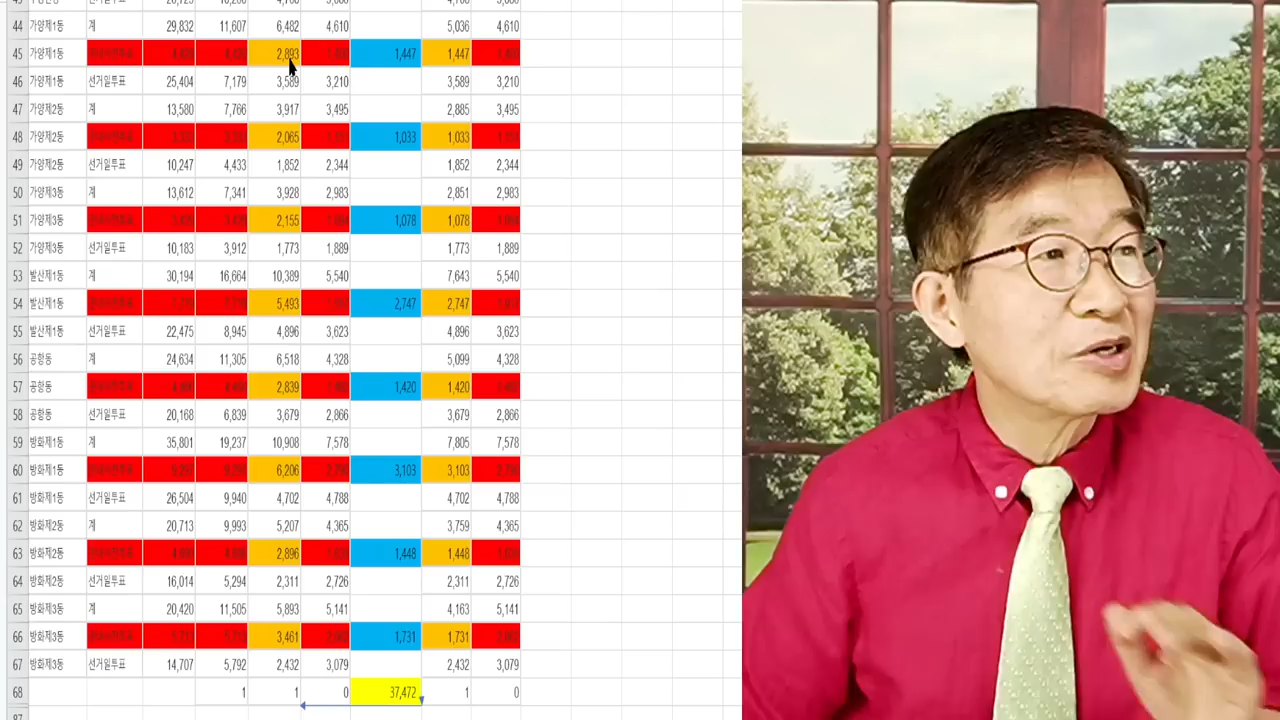 44 가양제1동 계 29,832 11,607 6,482 4,610 5,036 4,610
45 가양제1동 2,893 1,447 1,447
46 가양제1동 선거일투표 25,404 7,179 3,589 3,210 3,589 3,210
47 가양제2동 계 13,580 7,766 3,917 3,495 2,885 3,495
48 가양제2동 2,065 1,033 1,033
49 가양제2동 선거일투표 10,247 4,433 1,852 2,344 1,852 2,344
50 가양제3동 계 13,612 7,341 3,928 2,983 2,851 2,983
51 가양제3동 2,155 1,078 1,078
52 가양제3동 선거일투표 10,183 3,912 1,773 1,889 1,773 1,889
53 발산제1동 계 30,194 16,664 10,389 5,540 7,643 5,540
54 발산제1동 5,493 2,747 2,747
55 발산제1동 선거일투표 22,475 8,945 4,896 3,623 4,896 3,623
56 공항동 계 24,634 11,305 6,518 4,328 5,099 4,328
57 공항동 2,839 1,420 1,420
58 공항동 선거일투표 20,168 6,839 3,679 2,866 3,679 2,866
59 방화제1동 계 35,801 19,237 10,908 7,578 7,805 7,578
60 방화제1동 6,206 3,103 3,103
61 방화제1동 선거일투표 26,504 9,940 4,702 4,788 4,702 4,788
62 방화제2동 계 20,713 9,993 5,207 4,365 3,759 4,365
63 방화제2동 2,896 1,448 1,448
64 방화제2동 선거일투표 16,014 5,294 2,311 2,726 2,311 2,726
65 방화제3동 계 20,420 11,505 5,893 5,141 4,163 5,141
66 방화제3동 3,461 1,731 1,731
67 방화제3동 선거일투표 14,707 5,792 2,432 3,079 2,432 3,079
68 1 1 0 37,472 1 0